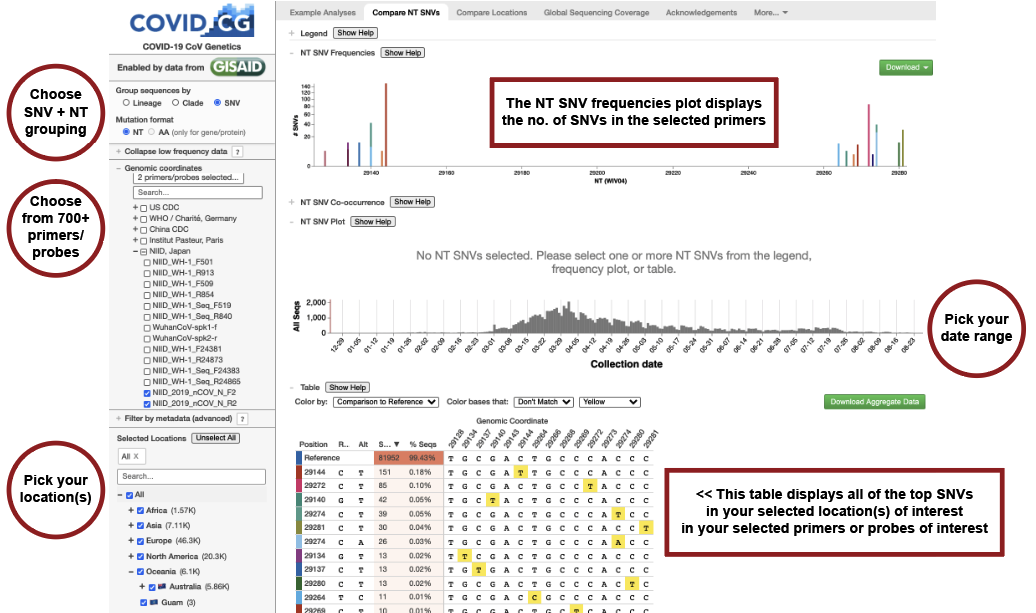 COVID CG
COVID-19 CoV Genetics
Enabled by data from GISAID
Group sequences by
Lineage Clade SNV
Mutation format
NT AA (only for gene/protein)
+ Collapse low frequency data ?
− Genomic coordinates
2 primers/probes selected...
Search...
+ US CDC
+ WHO / Charité, Germany
+ China CDC
+ Institut Pasteur, Paris
− NIID, Japan
NIID_WH-1_F501
NIID_WH-1_R913
NIID_WH-1_F509
NIID_WH-1_R854
NIID_WH-1_Seq_F519
NIID_WH-1_Seq_R840
WuhanCoV-spk1-f
WuhanCoV-spk2-r
NIID_WH-1_F24381
NIID_WH-1_R24873
NIID_WH-1_Seq_F24383
NIID_WH-1_Seq_R24865
NIID_2019_nCOV_N_F2
NIID_2019_nCOV_N_R2
+ Filter by metadata (advanced) ?
Selected Locations Unselect All
All X
Search...
− All
+ Africa (1.57K)
+ Asia (7.11K)
+ Europe (46.3K)
+ North America (20.3K)
− Oceania (6.1K)
+ Australia (5.86K)
Guam (3)
Choose
SNV + NT
grouping
Choose
from 700+
primers/
probes
Pick your
location(s)
Example Analyses Compare NT SNVs Compare Locations Global Sequencing Coverage Acknowledgements More...
+ Legend Show Help
− NT SNV Frequencies Show Help
Download
The NT SNV frequencies plot displays
the no. of SNVs in the selected primers
# SNVs
140
120
100
80
60
40
20
0
29140 29160 29180 29200 29220 29240 29260 29280
NT (WIV04)
+ NT SNV Co-occurrence Show Help
− NT SNV Plot Show Help
No NT SNVs selected. Please select one or more NT SNVs from the legend,
frequency plot, or table.
All Seqs
2,000
1,000
0
12-29 01-05 01-12 01-19 01-26 02-02 02-09 02-16 02-23 03-01 03-08 03-15 03-22 03-29 04-05 04-12 04-19 04-26 05-03 05-10 05-17 05-24 05-31 06-07 06-14 06-21 06-28 07-05 07-12 07-19 07-26 08-02 08-09 08-16 08-23
Collection date
Pick your
date range
− Table Show Help
Color by: Comparison to Reference Color bases that: Don't Match Yellow
Download Aggregate Data
Genomic Coordinate
29128 29134 29137 29140 29143 29144 29264 29266 29268 29269 29272 29273 29274 29280 29281
Position R.. Alt S... ▼ % Seqs
Reference 81952 99.43% T G C G A C T G C C C A C C C
29144 C T 151 0.18% T G C G A T T G C C C A C C C
29272 C T 85 0.10% T G C G A C T G C C T A C C C
29140 G T 42 0.05% T G C T A C T G C C C A C C C
29274 C T 39 0.05% T G C G A C T G C C C A T C C
29281 C T 30 0.04% T G C G A C T G C C C A C C T
29274 C A 26 0.03% T G C G A C T G C C C A A C C
29134 G T 13 0.02% T T C G A C T G C C C A C C C
29137 C T 13 0.02% T G T G A C T G C C C A C C C
29280 C T 13 0.02% T G C G A C T G C C C A C T C
29264 T C 11 0.01% T G C G A C C G C C C A C C C
29269 C T 10 0.01% T G C G A C T G C T C A C C C
<< This table displays all of the top SNVs
in your selected location(s) of interest
in your selected primers or probes of interest